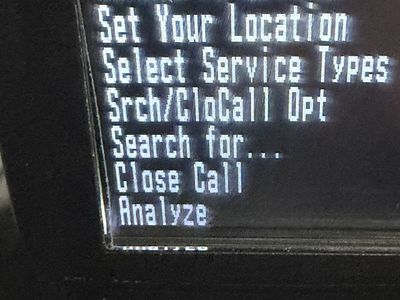 Set Your Location
Select Service Types
Srch/CloCall Opt
Search for...
Close Call
Analyze